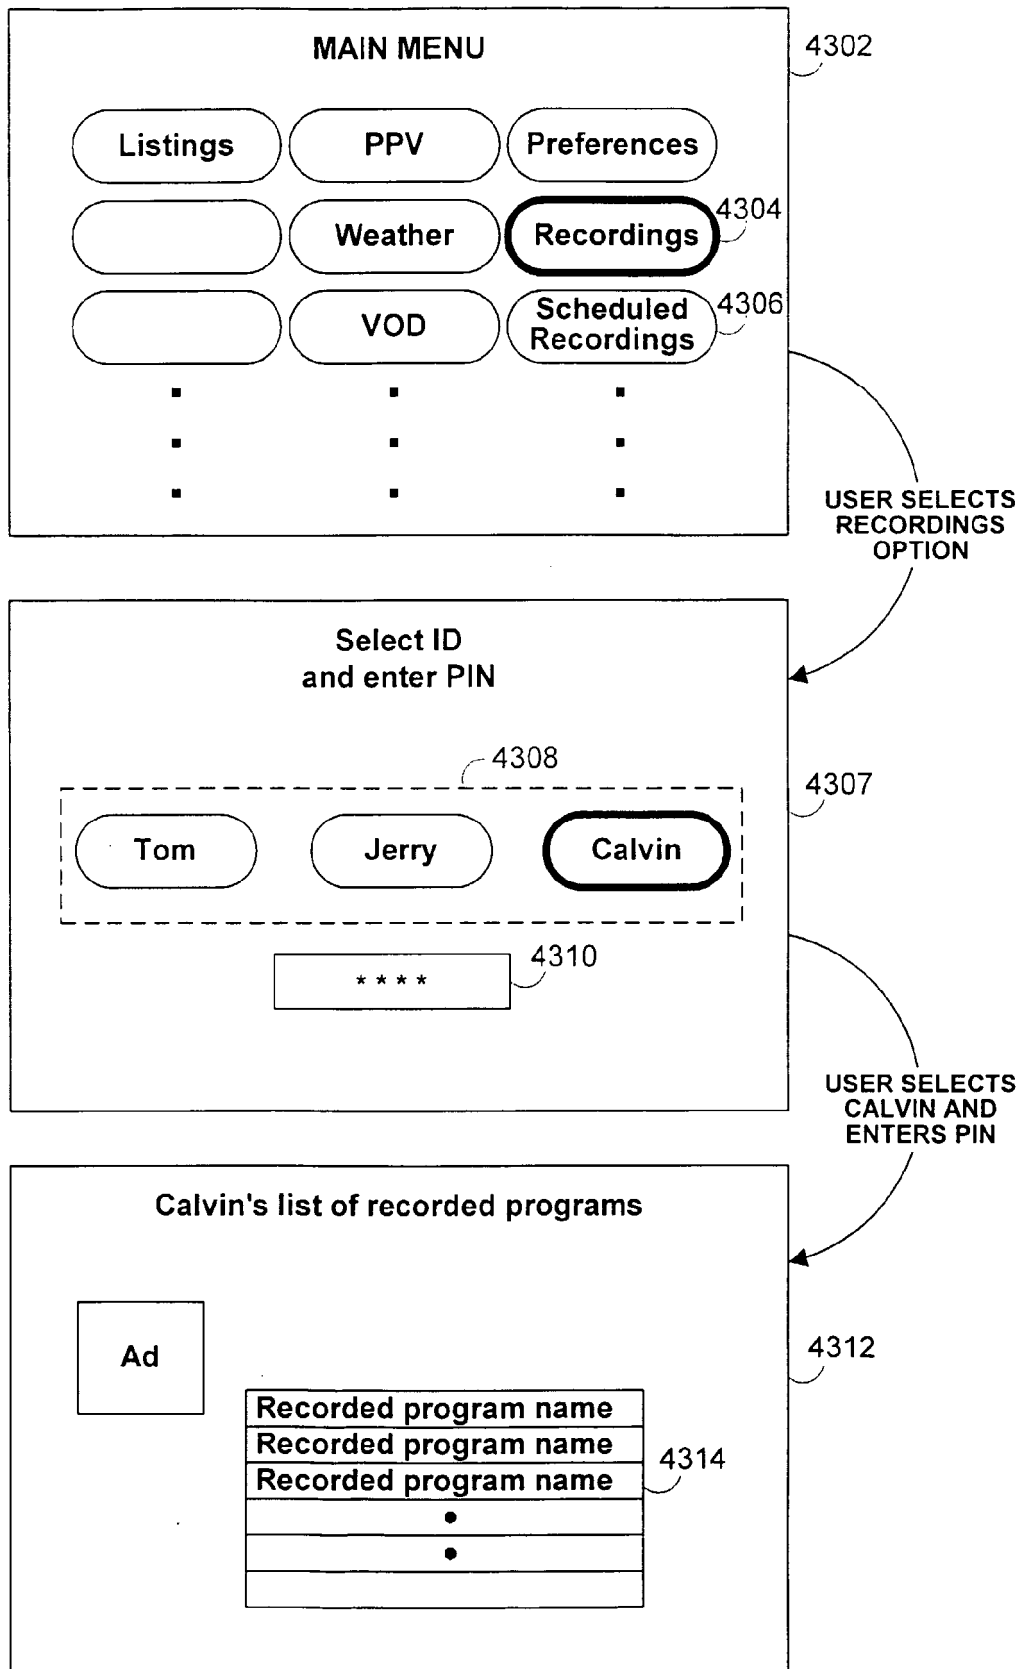 MAIN MENU
4302
Listings
PPV
Preferences
Weather
Recordings
4304
VOD
Scheduled
Recordings
4306
USER SELECTS
RECORDINGS
OPTION
Select ID
and enter PIN
4308
4307
Tom
Jerry
Calvin
* * * *
4310
USER SELECTS
CALVIN AND
ENTERS PIN
Calvin's list of recorded programs
Ad
4312
Recorded program name
Recorded program name
Recorded program name
4314